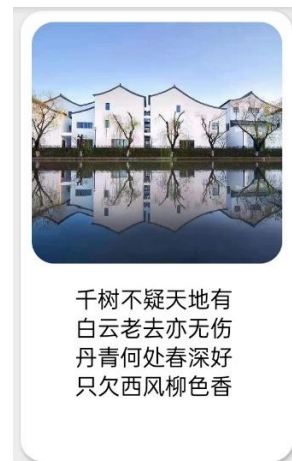 千树不疑天地有
白云老去亦无伤
丹青何处春深好
只欠西风柳色香